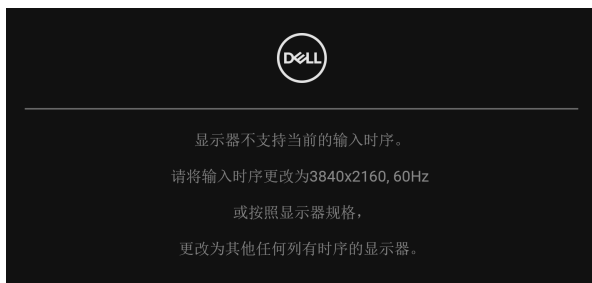 DELL
显示器不支持当前的输入时序。
请将输入时序更改为3840x2160, 60Hz
或按照显示器规格，
更改为其他任何列有时序的显示器。